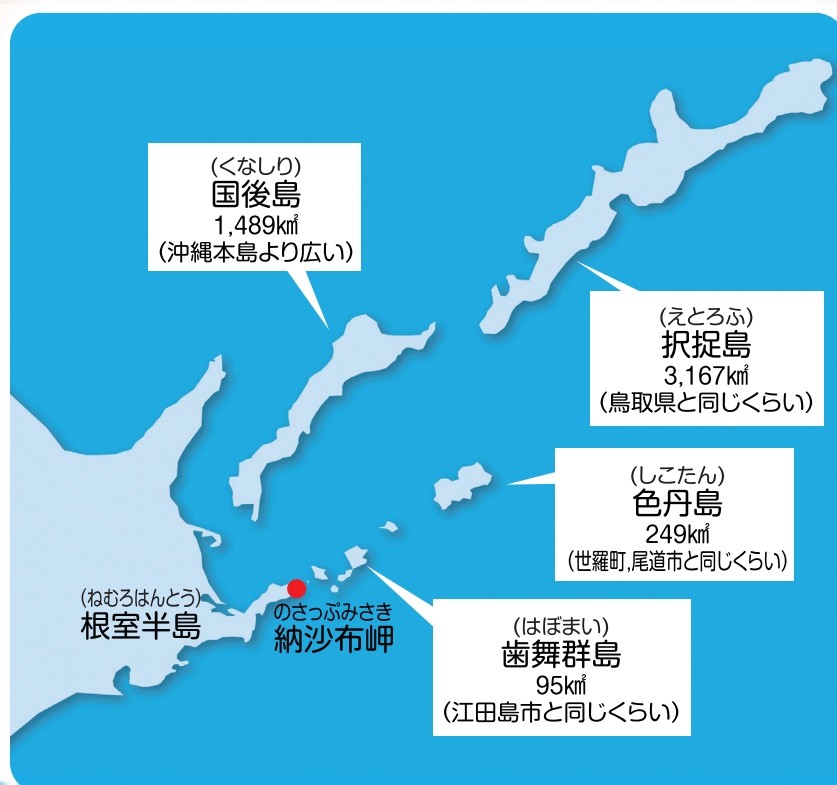 (くなしり)
国後島
1,489㎢
(沖縄本島より広い)
(えとろふ)
択捉島
3,167㎢
(鳥取県と同じくらい)
(しこたん)
色丹島
249㎢
(世羅町,尾道市と同じくらい)
(ねむろはんとう)
根室半島
のさっぷみさき
納沙布岬
(はぼまい)
歯舞群島
95㎢
(江田島市と同じくらい)